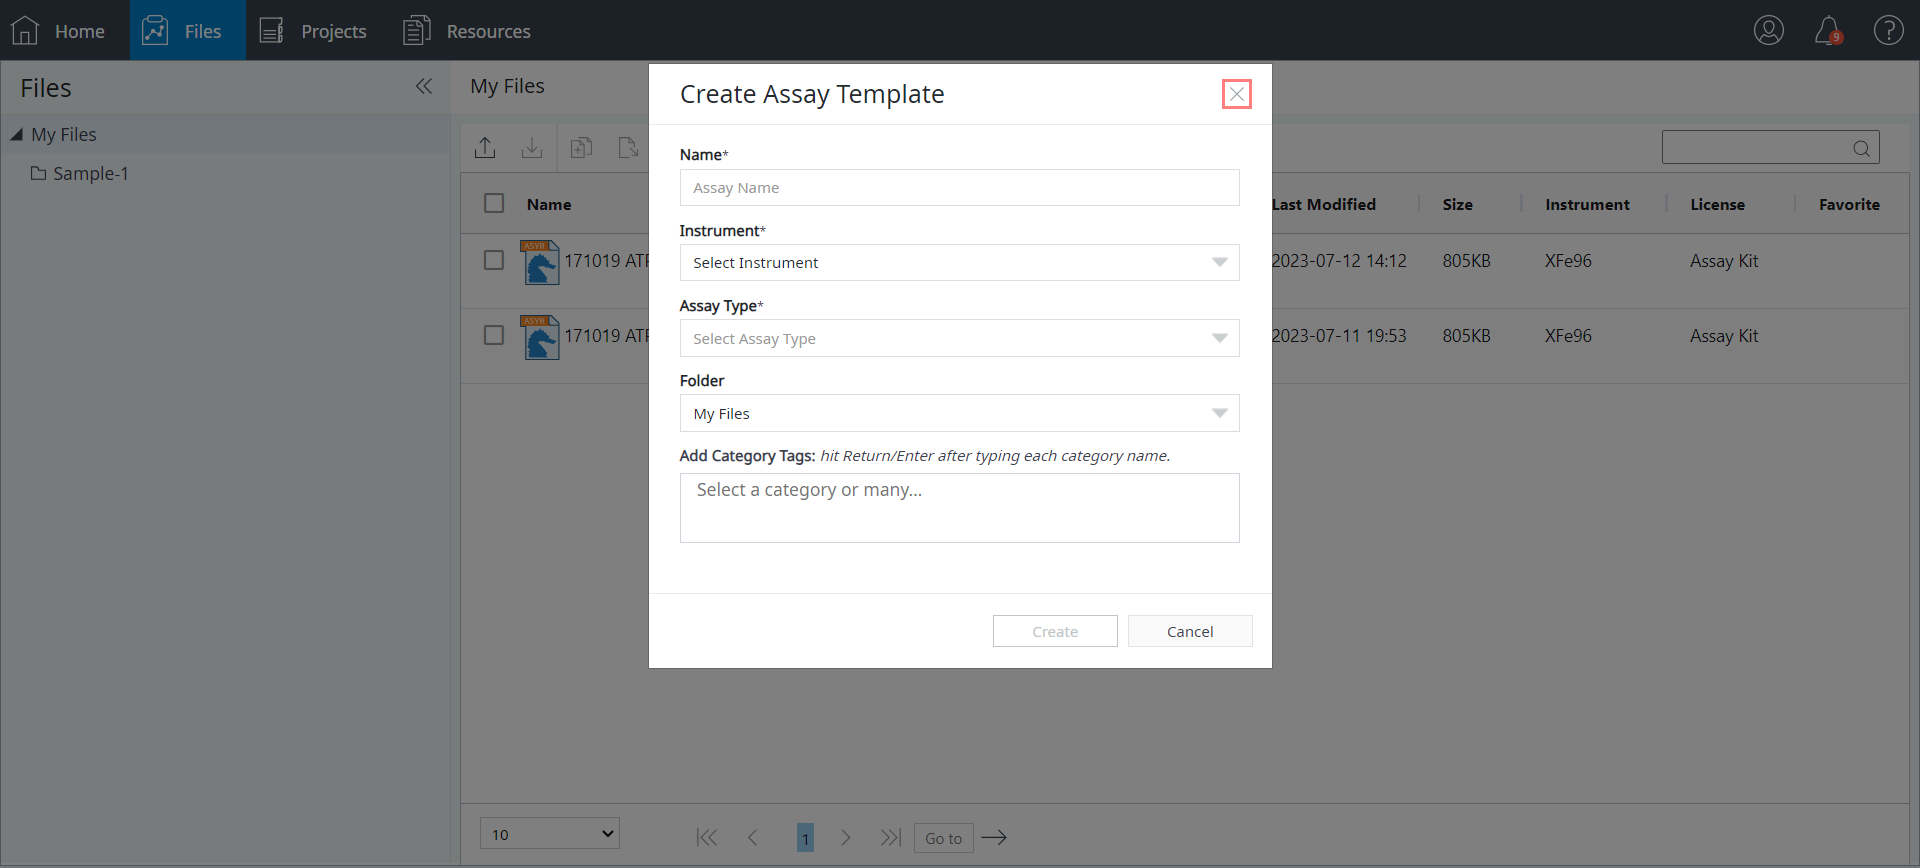 Home Files Projects Resources 9
Files
My Files
My Files
Sample-1
Create Assay Template
Name*
Assay Name
Instrument*
Select Instrument
Assay Type*
Select Assay Type
Folder
My Files
Add Category Tags: hit Return/Enter after typing each category name.
Select a category or many...
Create Cancel
Name Last Modified Size Instrument License Favorite
ASYR 171019 ATP 2023-07-12 14:12 805KB XFe96 Assay Kit
ASYR 171019 ATP 2023-07-11 19:53 805KB XFe96 Assay Kit
10 1 Go to